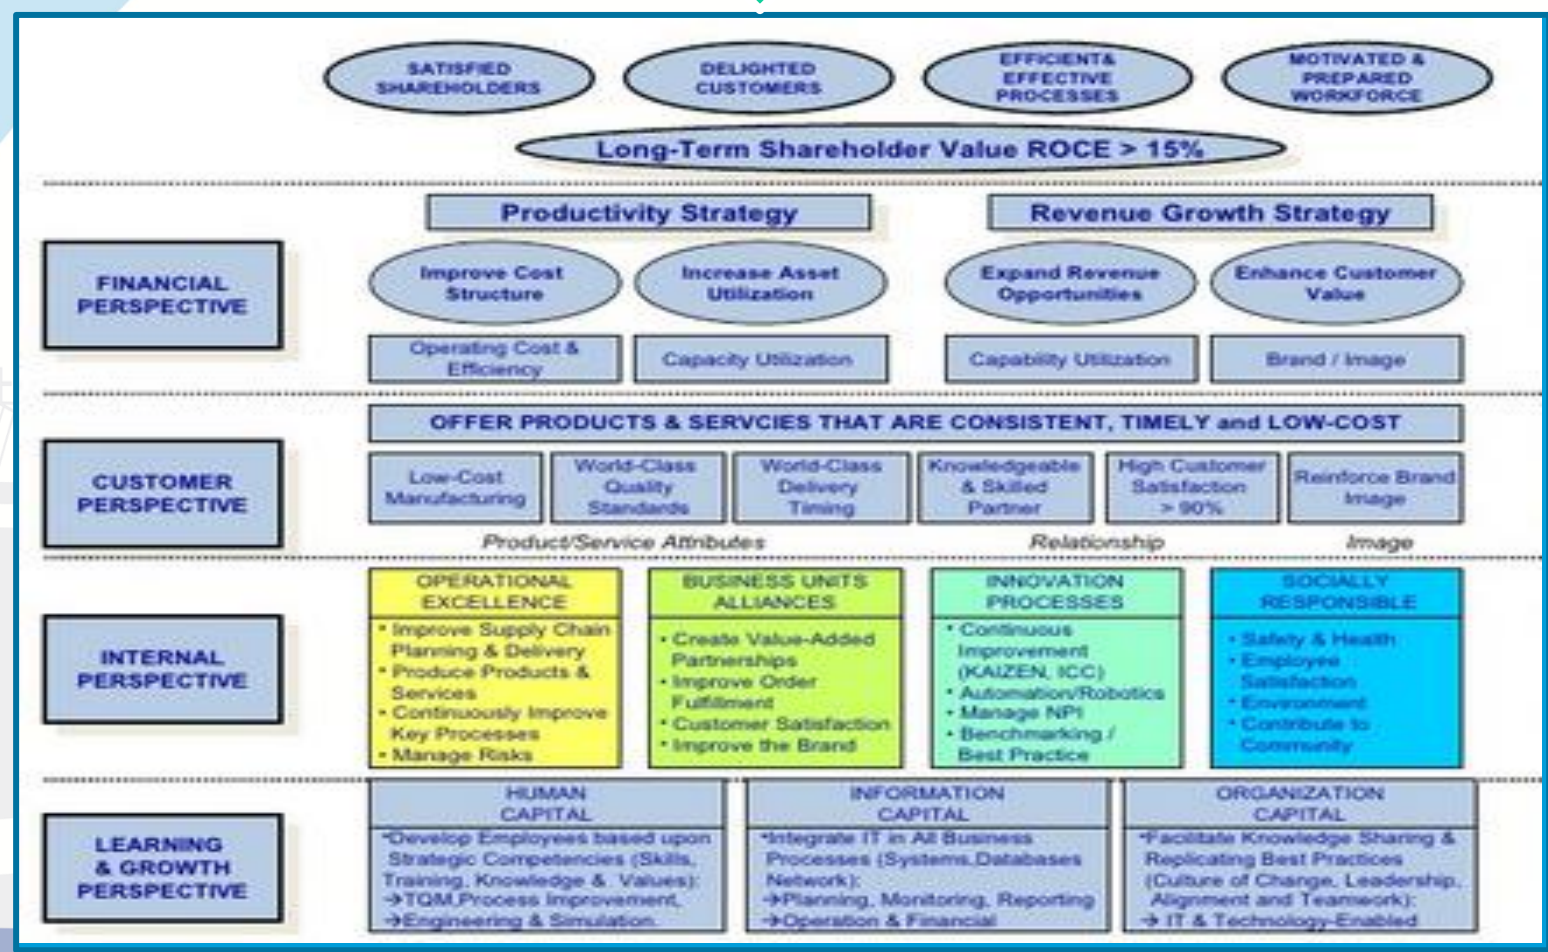 SATISFIED
SHAREHOLDERS
DELIGHTED
CUSTOMERS
EFFICIENT&
EFFECTIVE
PROCESSES
MOTIVATED &
PREPARED
WORKFORCE
Long-Term Shareholder Value ROCE > 15%
Productivity Strategy
Revenue Growth Strategy
FINANCIAL
PERSPECTIVE
Improve Cost
Structure
Increase Asset
Utilization
Expand Revenue
Opportunities
Enhance Customer
Value
Operating Cost &
Efficiency
Capacity Utilization
Capability Utilization
Brand / Image
OFFER PRODUCTS & SERVCIES THAT ARE CONSISTENT, TIMELY and LOW-COST
CUSTOMER
PERSPECTIVE
Low-Cost
Manufacturing
World-Class
Quality
Standards
World-Class
Delivery
Timing
Knowledgeable
& Skilled
Partner
High Customer
Satisfaction
> 90%
Reinforce Brand
Image
Product/Service Attributes
Relationship
Image
INTERNAL
PERSPECTIVE
OPERATIONAL
EXCELLENCE
• Improve Supply Chain
Planning & Delivery
• Produce Products &
Services
• Continuously Improve
Key Processes
• Manage Risks
BUSINESS UNITS
ALLIANCES
• Create Value-Added
Partnerships
• Improve Order
Fulfillment
• Customer Satisfaction
• Improve the Brand
INNOVATION
PROCESSES
• Continuous
Improvement
(KAIZEN, ICC)
• Automation/Robotics
• Manage NPI
• Benchmarking /
Best Practice
SOCIALLY
RESPONSIBLE
• Safety & Health
• Employee
Satisfaction
• Environment
• Contribute to
Community
LEARNING
& GROWTH
PERSPECTIVE
HUMAN
CAPITAL
•Develop Employees based upon
Strategic Competencies (Skills,
Training, Knowledge & Values):
→TQM,Process Improvement,
→Engineering & Simulation.
INFORMATION
CAPITAL
•Integrate IT in All Business
Processes (Systems,Databases
Network):
→Planning, Monitoring, Reporting
→Operation & Financial
ORGANIZATION
CAPITAL
•Facilitate Knowledge Sharing &
Replicating Best Practices
(Culture of Change, Leadership,
Alignment and Teamwork):
→ IT & Technology-Enabled